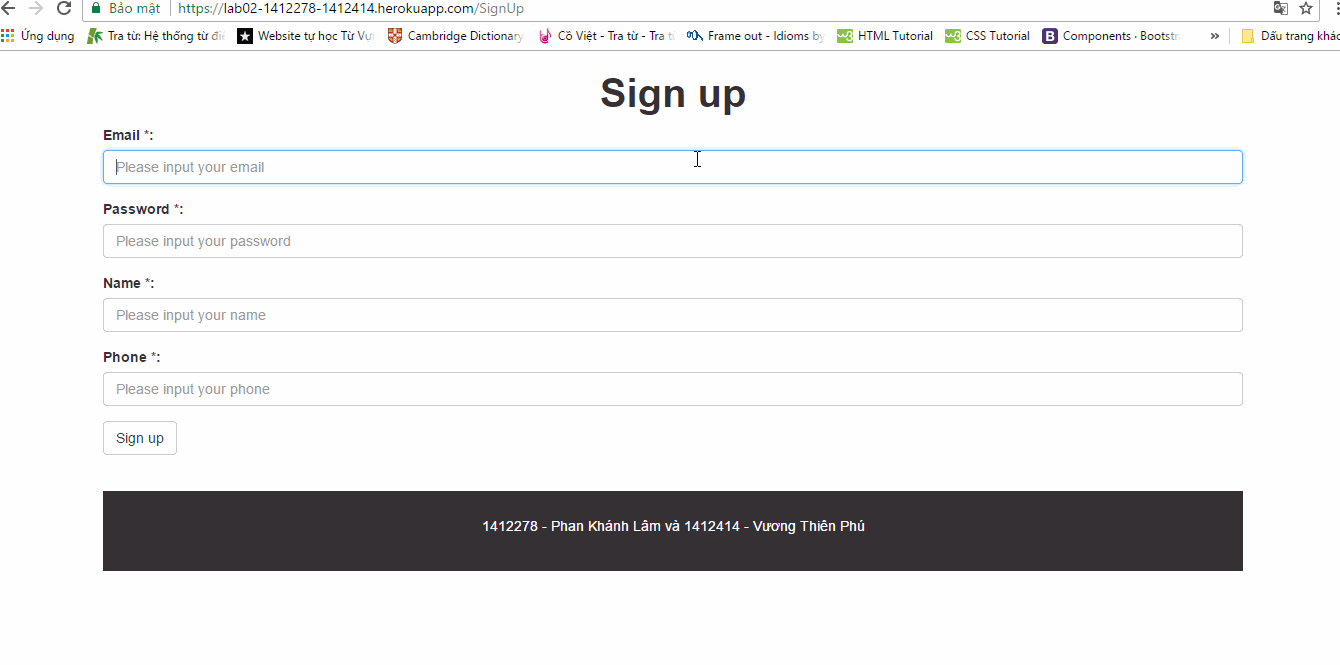 Bảo mật https://lab02-1412278-1412414.herokuapp.com/SignUp
Ứng dụng Tra từ: Hệ thống từ điể Website tự học Từ Vự Cambridge Dictionary Cồ Việt - Tra từ - Tra từ Frame out - Idioms by HTML Tutorial CSS Tutorial Components · Bootstr » Dấu trang khác
Sign up
Email *:
Please input your email
Password *:
Please input your password
Name *:
Please input your name
Phone *:
Please input your phone
Sign up
1412278 - Phan Khánh Lâm và 1412414 - Vương Thiên Phú